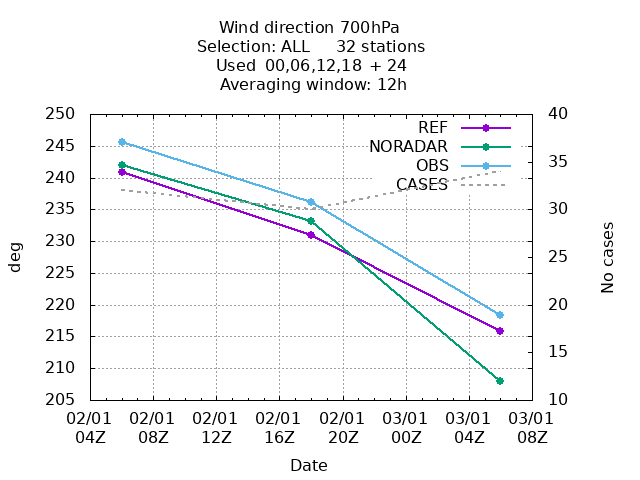 Wind direction 700hPa
Selection: ALL 32 stations
Used 00,06,12,18 + 24
Averaging window: 12h
250
245
240
235
230
225
220
215
210
205
40
35
30
25
20
15
10
REF
NORADAR
OBS
CASES
deg
No cases
02/01 02/01 02/01 02/01 02/01 03/01 03/01 03/01
04Z 08Z 12Z 16Z 20Z 00Z 04Z 08Z
Date